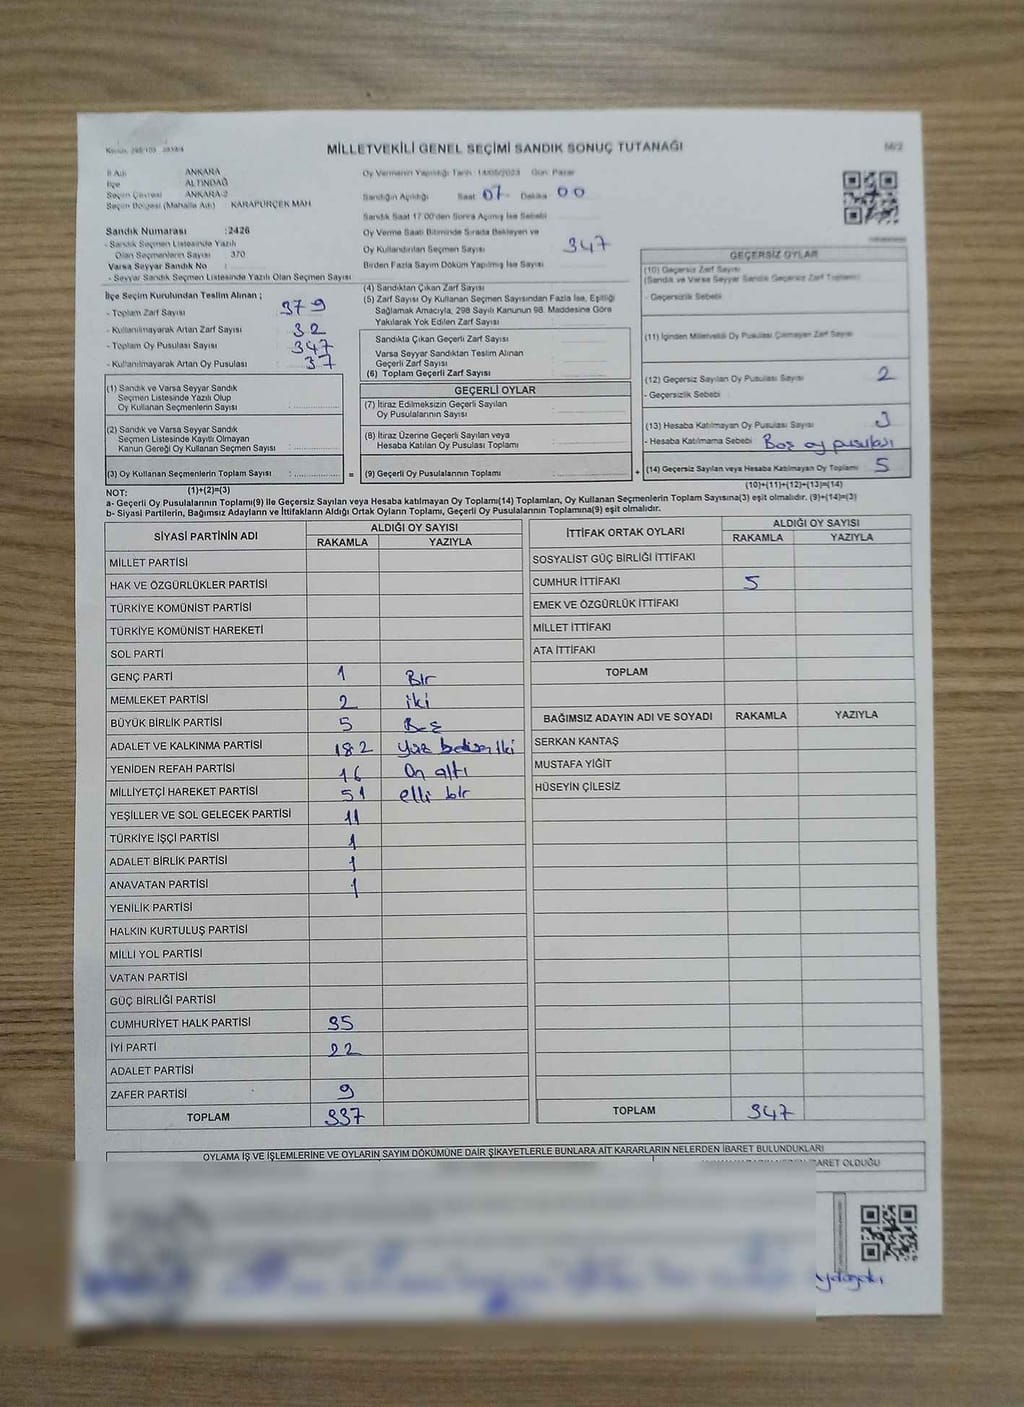 MİLLETVEKİLİ GENEL SEÇİMİ SANDIK SONUÇ TUTANAĞI
56/2
İl Adı ANKARA
İlçe ALTINDAĞ
Seçim Çevresi ANKARA-2
Seçim Bölgesi (Mahalle Adı) KARAPÜRÇEK MAH
Sandık Numarası :2426
- Sandık Seçmen Listesinde Yazılı
Olan Seçmenlerin Sayısı 370
Varsa Seyyar Sandık No
- Seyyar Sandık Seçmen Listesinde Yazılı Olan Seçmen Sayısı
Oy Vermenin Yapıldığı Tarih : 14/05/2023 Gün: Pazar
Sandığın Açıldığı Saat 07 Dakika 00
Sandık Saat 17.00'den Sonra Açılmış İse Sebebi
Oy Verme Saati Bitiminde Sırada Bekleyen ve
Oy Kullandırılan Seçmen Sayısı 347
Birden Fazla Sayım Döküm Yapılmış İse Sayısı
İlçe Seçim Kurulundan Teslim Alınan ;
- Toplam Zarf Sayısı 379
- Kullanılmayarak Artan Zarf Sayısı 32
- Toplam Oy Pusulası Sayısı 347
- Kullanılmayarak Artan Oy Pusulası 37
(1) Sandık ve Varsa Seyyar Sandık
Seçmen Listesinde Yazılı Olup
Oy Kullanan Seçmenlerin Sayısı
(2) Sandık ve Varsa Seyyar Sandık
Seçmen Listesinde Kayıtlı Olmayan
Kanun Gereği Oy Kullanan Seçmen Sayısı
(3) Oy Kullanan Seçmenlerin Toplam Sayısı
(4) Sandıktan Çıkan Zarf Sayısı
(5) Zarf Sayısı Oy Kullanan Seçmen Sayısından Fazla İse, Eşitliği
Sağlamak Amacıyla, 298 Sayılı Kanunun 98. Maddesine Göre
Yakılarak Yok Edilen Zarf Sayısı
Sandıkta Çıkan Geçerli Zarf Sayısı
Varsa Seyyar Sandıktan Teslim Alınan
Geçerli Zarf Sayısı
(6) Toplam Geçerli Zarf Sayısı
GEÇERLİ OYLAR
(7) İtiraz Edilmeksizin Geçerli Sayılan
Oy Pusulalarının Sayısı
(8) İtiraz Üzerine Geçerli Sayılan veya
Hesaba Katılan Oy Pusulası Toplamı
= (9) Geçerli Oy Pusulalarının Toplamı
GEÇERSİZ OYLAR
(10) Geçersiz Zarf Sayısı
(Sandık ve Varsa Seyyar Sandık Geçersiz Zarf Toplamı)
- Geçersizlik Sebebi
(11) İçinden Milletvekili Oy Pusulası Çıkmayan Zarf Sayısı
(12) Geçersiz Sayılan Oy Pusulası Sayısı 2
- Geçersizlik Sebebi
(13) Hesaba Katılmayan Oy Pusulası Sayısı 3
- Hesaba Katılmama Sebebi Boş oy pusulası
+ (14) Geçersiz Sayılan veya Hesaba Katılmayan Oy Toplamı 5
NOT: (1)+(2)=(3) (10)+(11)+(12)+(13)=(14)
a- Geçerli Oy Pusulalarının Toplamı(9) ile Geçersiz Sayılan veya Hesaba katılmayan Oy Toplamı(14) Toplamları, Oy Kullanan Seçmenlerin Toplam Sayısına(3) eşit olmalıdır. (9)+(14)=(3)
b- Siyasi Partilerin, Bağımsız Adayların ve İttifakların Aldığı Ortak Oyların Toplamı, Geçerli Oy Pusulalarının Toplamına(9) eşit olmalıdır.
SİYASİ PARTİNİN ADI ALDIĞI OY SAYISI
RAKAMLA YAZIYLA
MİLLET PARTİSİ
HAK VE ÖZGÜRLÜKLER PARTİSİ
TÜRKİYE KOMÜNİST PARTİSİ
TÜRKİYE KOMÜNİST HAREKETİ
SOL PARTİ
GENÇ PARTİ 1 Bir
MEMLEKET PARTİSİ 2 iki
BÜYÜK BİRLİK PARTİSİ 5 Beş
ADALET VE KALKINMA PARTİSİ 182 yüz seksen iki
YENİDEN REFAH PARTİSİ 16 On altı
MİLLİYETÇİ HAREKET PARTİSİ 51 elli bir
YEŞİLLER VE SOL GELECEK PARTİSİ 11
TÜRKİYE İŞÇİ PARTİSİ 1
ADALET BİRLİK PARTİSİ 1
ANAVATAN PARTİSİ 1
YENİLİK PARTİSİ
HALKIN KURTULUŞ PARTİSİ
MİLLİ YOL PARTİSİ
VATAN PARTİSİ
GÜÇ BİRLİĞİ PARTİSİ
CUMHURİYET HALK PARTİSİ 35
İYİ PARTİ 22
ADALET PARTİSİ
ZAFER PARTİSİ 9
TOPLAM 337
İTTİFAK ORTAK OYLARI ALDIĞI OY SAYISI
RAKAMLA YAZIYLA
SOSYALİST GÜÇ BİRLİĞİ İTTİFAKI
CUMHUR İTTİFAKI 5
EMEK VE ÖZGÜRLÜK İTTİFAKI
MİLLET İTTİFAKI
ATA İTTİFAKI
TOPLAM
BAĞIMSIZ ADAYIN ADI VE SOYADI RAKAMLA YAZIYLA
SERKAN KANTAŞ
MUSTAFA YİĞİT
HÜSEYİN ÇİLESİZ
TOPLAM 347
OYLAMA İŞ VE İŞLEMLERİNE VE OYLARIN SAYIM DÖKÜMÜNE DAİR ŞİKAYETLERLE BUNLARA AİT KARARLARIN NELERDEN İBARET BULUNDUKLARI